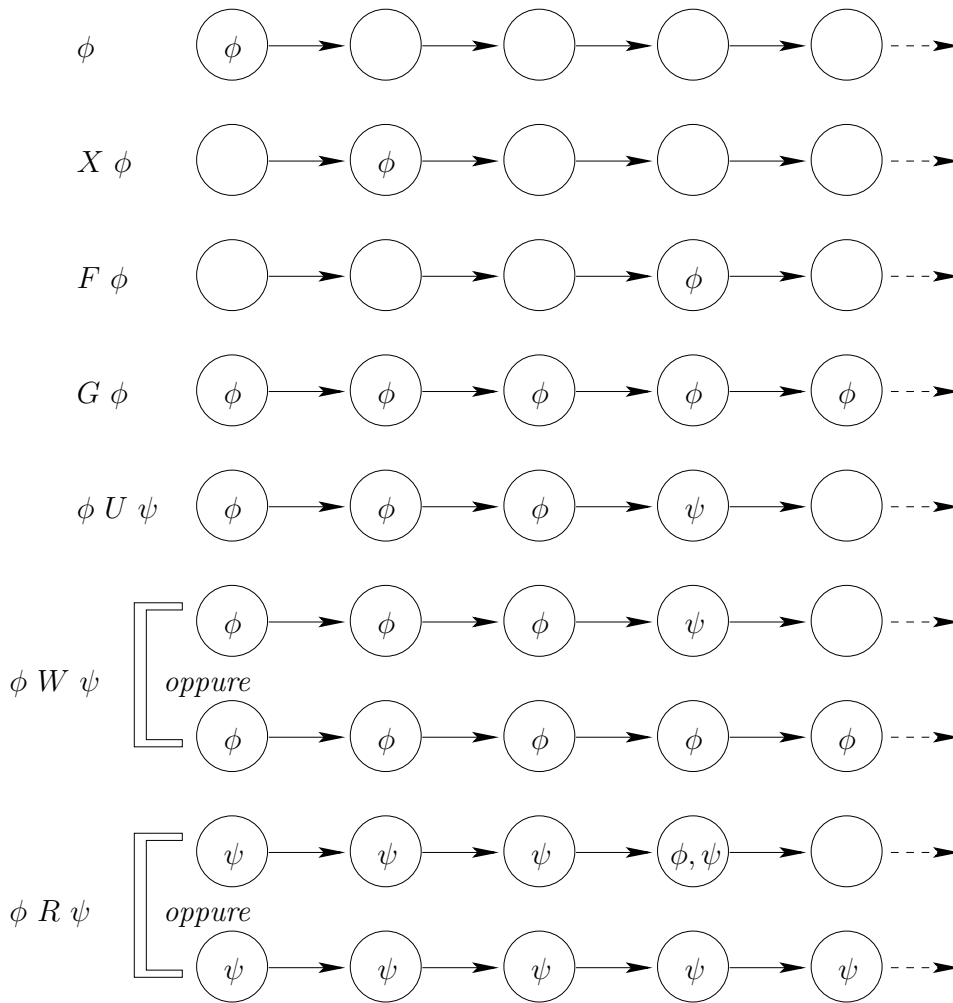 ϕ ϕ
X ϕ ϕ
F ϕ ϕ
G ϕ ϕ ϕ ϕ ϕ ϕ
ϕ U ψ ϕ ϕ ϕ ψ
ϕ ϕ ϕ ψ
ϕ W ψ oppure
ϕ ϕ ϕ ϕ ϕ
ψ ψ ψ ϕ, ψ
ϕ R ψ oppure
ψ ψ ψ ψ ψ